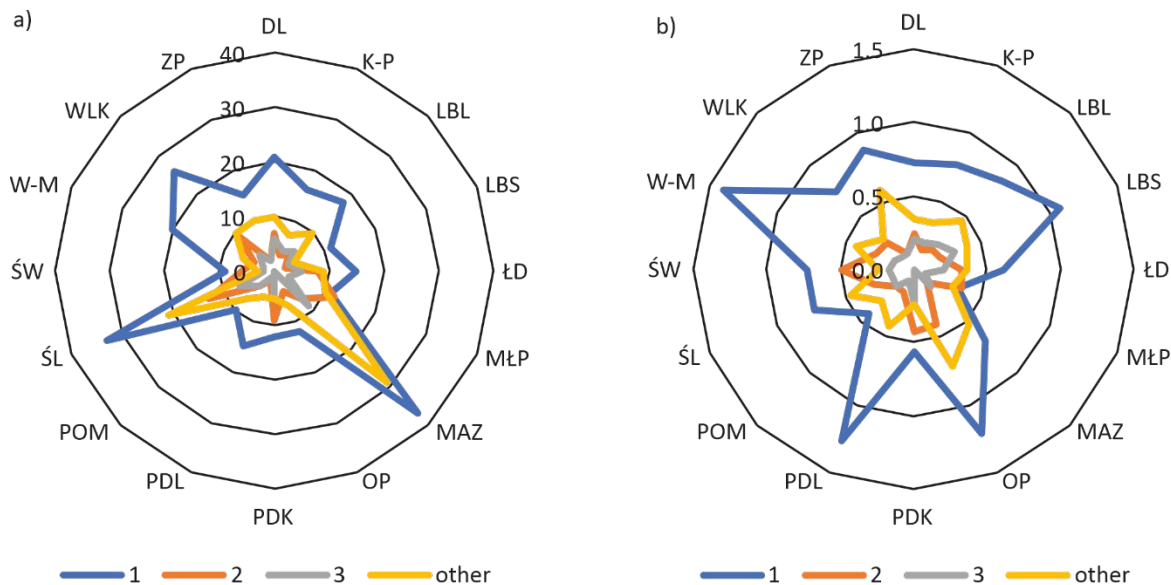 a)
DL
K-P
LBL
LBS
ŁD
MŁP
MAZ
OP
PDK
PDL
POM
ŚL
ŚW
W-M
WLK
ZP
40
30
20
10
0
1 2 3 other
b)
DL
K-P
LBL
LBS
ŁD
MŁP
MAZ
OP
PDK
PDL
POM
ŚL
ŚW
W-M
WLK
ZP
1.5
1.0
0.5
0.0
1 2 3 other